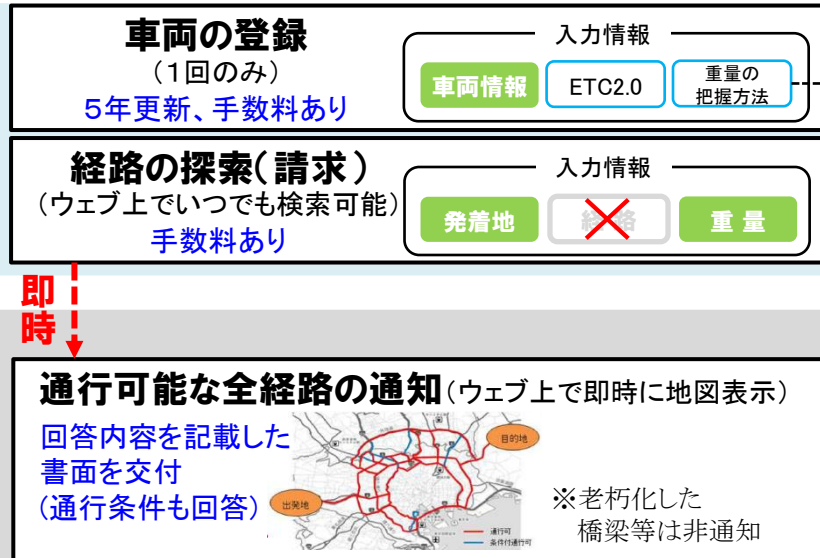 車両の登録
（１回のみ）
５年更新、手数料あり
入力情報
車両情報
ETC2.0
重量の
把握方法
経路の探索（請求）
（ウェブ上でいつでも検索可能）
手数料あり
入力情報
発着地
経路
重量
即時
通行可能な全経路の通知（ウェブ上で即時に地図表示）
回答内容を記載した
書面を交付
（通行条件も回答）
目的地
出発地
通行可
条件付通行可
※老朽化した
橋梁等は非通知